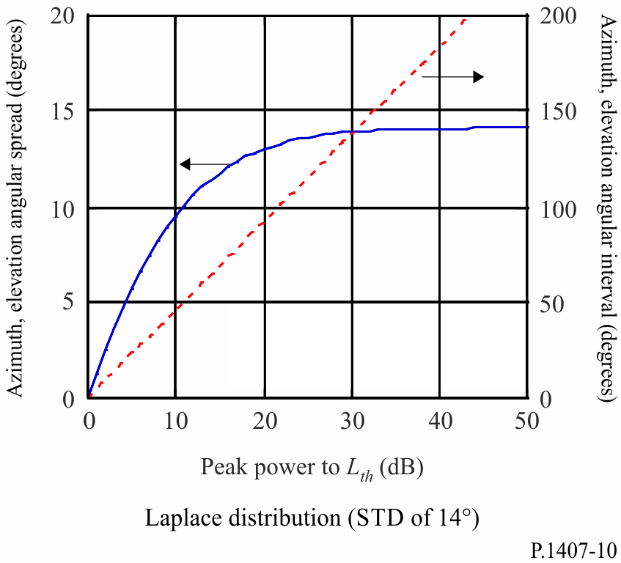 Azimuth, elevation angular spread (degrees)
20
15
10
5
0
200
150
100
50
0
Azimuth, elevation angular interval (degrees)
0 10 20 30 40 50
Peak power to Lth (dB)
Laplace distribution (STD of 14°)
P.1407-10